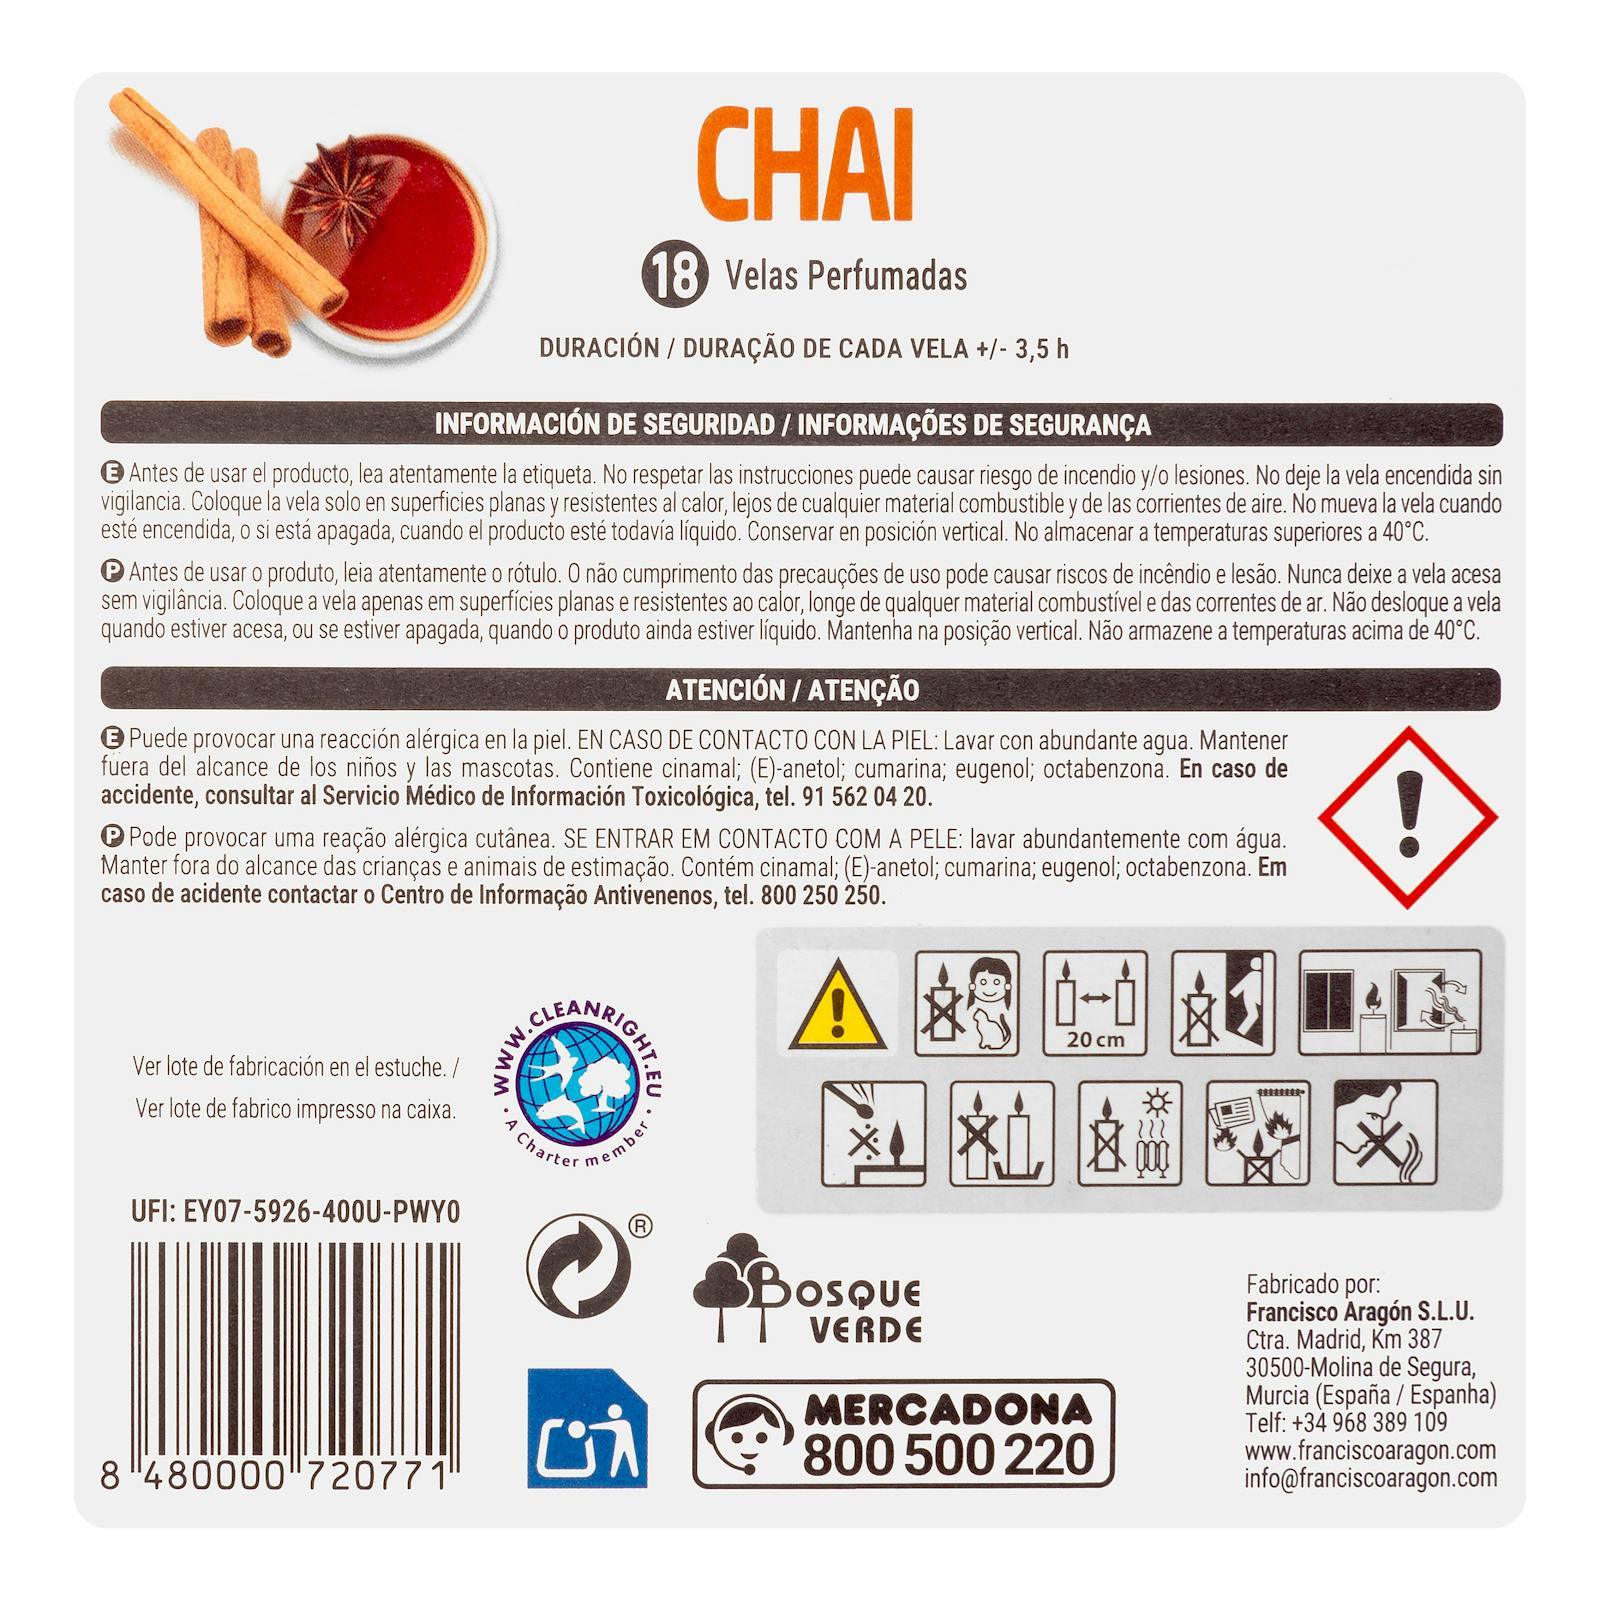 CHAI
18 Velas Perfumadas
DURACIÓN / DURAÇÃO DE CADA VELA +/- 3,5 h
INFORMACIÓN DE SEGURIDAD / INFORMAÇÕES DE SEGURANÇA
E Antes de usar el producto, lea atentamente la etiqueta. No respetar las instrucciones puede causar riesgo de incendio y/o lesiones. No deje la vela encendida sin
vigilancia. Coloque la vela solo en superficies planas y resistentes al calor, lejos de cualquier material combustible y de las corrientes de aire. No mueva la vela cuando
esté encendida, o si está apagada, cuando el producto esté todavía líquido. Conservar en posición vertical. No almacenar a temperaturas superiores a 40°C.
P Antes de usar o produto, leia atentamente o rótulo. O não cumprimento das precauções de uso pode causar riscos de incêndio e lesão. Nunca deixe a vela acesa
sem vigilância. Coloque a vela apenas em superfícies planas e resistentes ao calor, longe de qualquer material combustível e das correntes de ar. Não desloque a vela
quando estiver acesa, ou se estiver apagada, quando o produto ainda estiver líquido. Mantenha na posição vertical. Não armazene a temperaturas acima de 40°C.
ATENCIÓN / ATENÇÃO
E Puede provocar una reacción alérgica en la piel. EN CASO DE CONTACTO CON LA PIEL: Lavar con abundante agua. Mantener
fuera del alcance de los niños y las mascotas. Contiene cinamal; (E)-anetol; cumarina; eugenol; octabenzona. En caso de
accidente, consultar al Servicio Médico de Información Toxicológica, tel. 91 562 04 20.
P Pode provocar uma reação alérgica cutânea. SE ENTRAR EM CONTACTO COM A PELE: lavar abundantemente com água.
Manter fora do alcance das crianças e animais de estimação. Contém cinamal; (E)-anetol; cumarina; eugenol; octabenzona. Em
caso de acidente contactar o Centro de Informação Antivenenos, tel. 800 250 250.
20 cm
Ver lote de fabricación en el estuche. /
Ver lote de fabrico impresso na caixa.
WWW.CLEANRIGHT.EU
· A Charter member ·
UFI: EY07-5926-400U-PWY0
8 480000 720771
®
BOSQUE
VERDE
MERCADONA
800 500 220
Fabricado por:
Francisco Aragón S.L.U.
Ctra. Madrid, Km 387
30500-Molina de Segura,
Murcia (España / Espanha)
Telf: +34 968 389 109
www.franciscoaragon.com
info@franciscoaragon.com